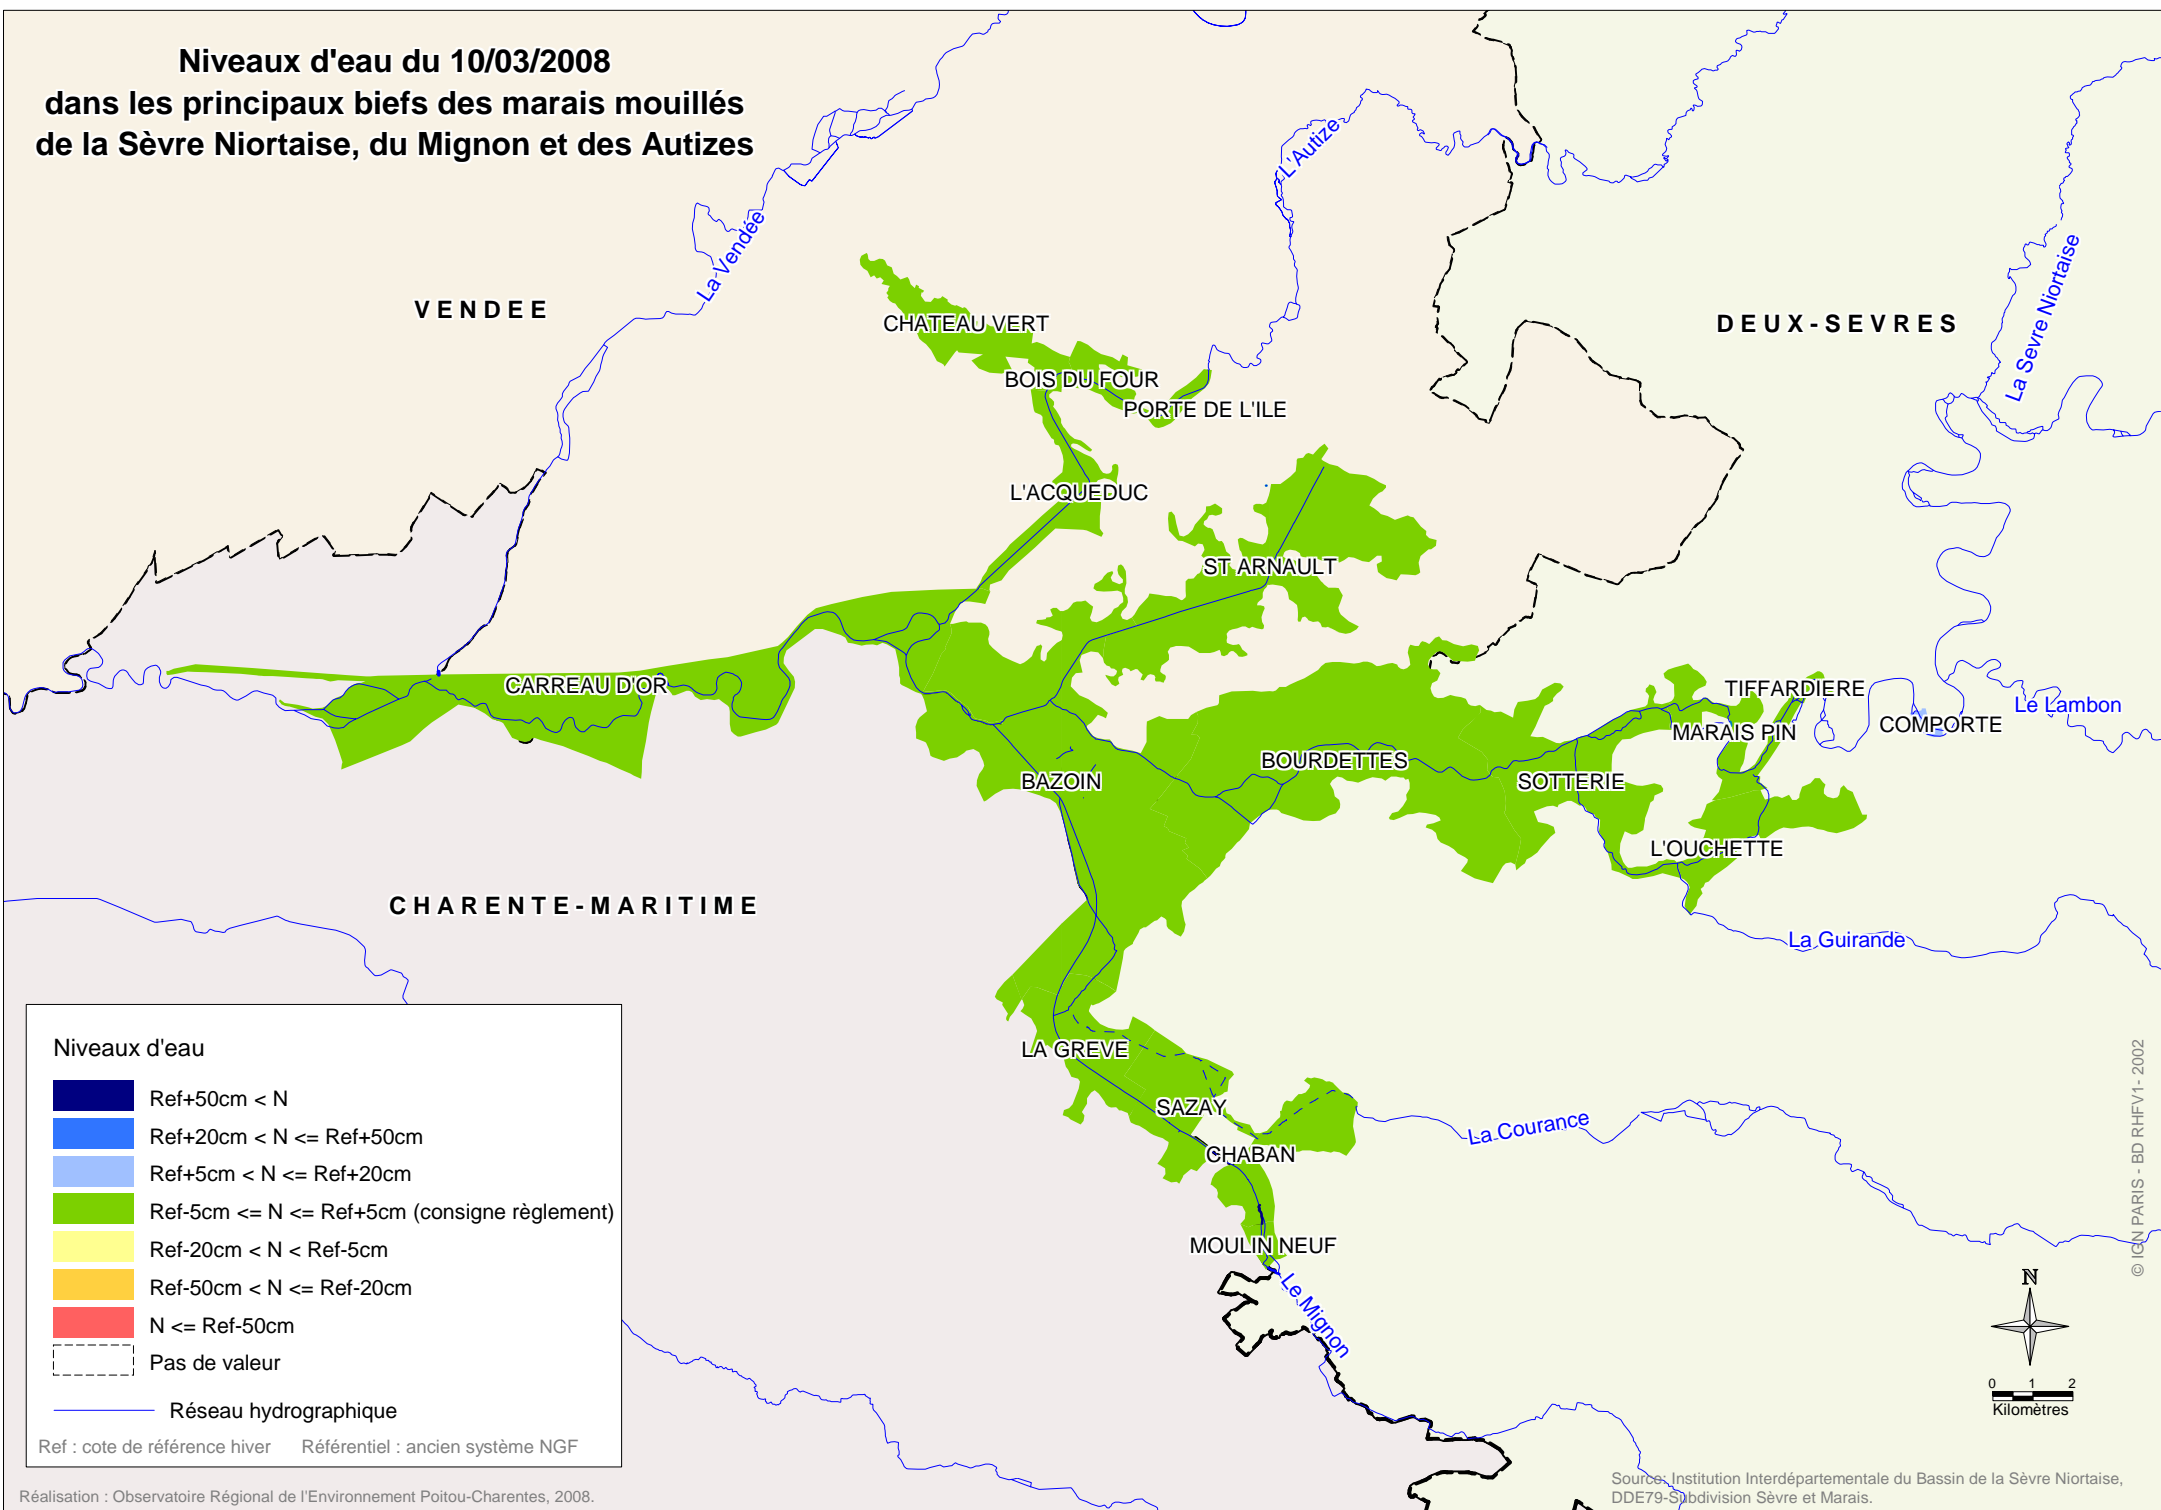 Niveaux d'eau du 10/03/2008
dans les principaux biefs des marais mouillés
de la Sèvre Niortaise, du Mignon et des Autizes
L'Autize
La Vendée
VENDEE
DEUX-SEVRES
La Sevre Niortaise
CHATEAU VERT
BOIS DU FOUR
PORTE DE L'ILE
L'ACQUEDUC
ST ARNAULT
CARREAU D'OR
TIFFARDIERE
Le Lambon
MARAIS PIN
COMPORTE
BOURDETTES
BAZOIN
SOTTERIE
L'OUCHETTE
CHARENTE-MARITIME
La Guirande
LA GREVE
SAZAY
La Courance
CHABAN
MOULIN NEUF
Le Mignon
Niveaux d'eau
Ref+50cm < N
Ref+20cm < N <= Ref+50cm
Ref+5cm < N <= Ref+20cm
Ref-5cm <= N <= Ref+5cm (consigne règlement)
Ref-20cm < N < Ref-5cm
Ref-50cm < N <= Ref-20cm
N <= Ref-50cm
Pas de valeur
Réseau hydrographique
Ref : cote de référence hiver Référentiel : ancien système NGF
© IGN PARIS - BD RHFV1- 2002
N
0 1 2
Kilomètres
Réalisation : Observatoire Régional de l'Environnement Poitou-Charentes, 2008.
Source: Institution Interdépartementale du Bassin de la Sèvre Niortaise,
DDE79-Subdivision Sèvre et Marais.